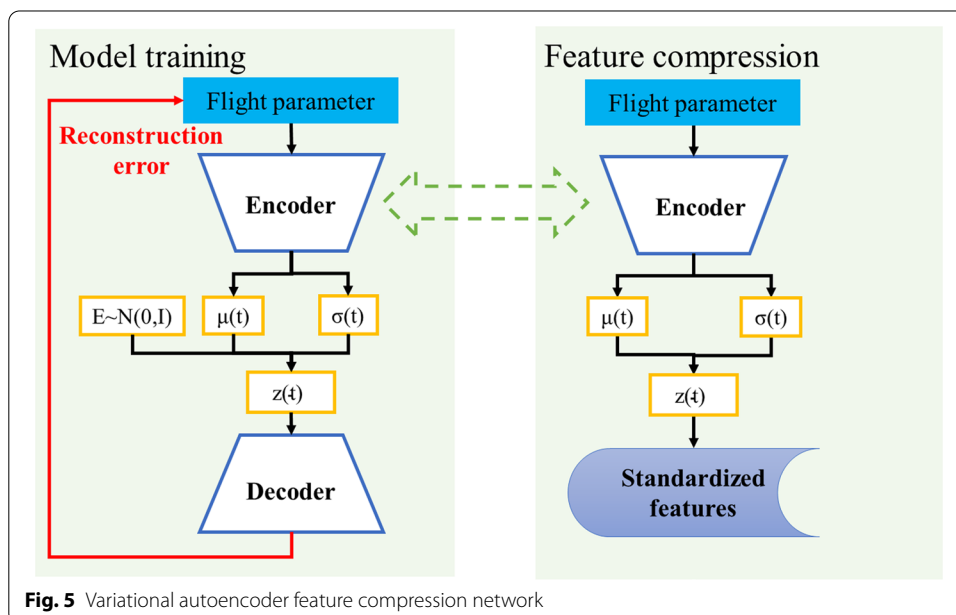 Model training
Flight parameter
Reconstruction
error
Encoder
E~N(0,I)
μ(t)
σ(t)
z(t)
Decoder
Feature compression
Flight parameter
Encoder
μ(t)
σ(t)
z(t)
Standardized
features
Fig. 5 Variational autoencoder feature compression network